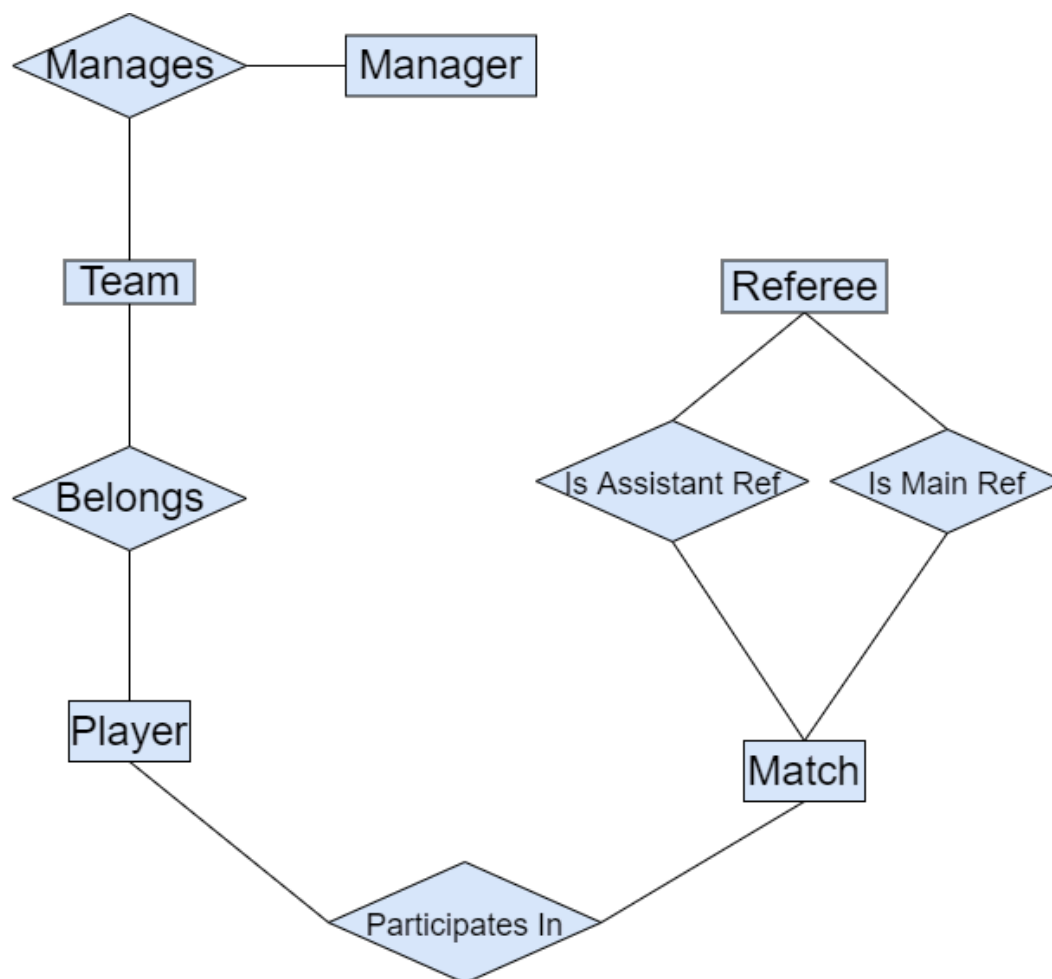 Manages
Manager
Team
Referee
Belongs
Is Assistant Ref
Is Main Ref
Player
Match
Participates In